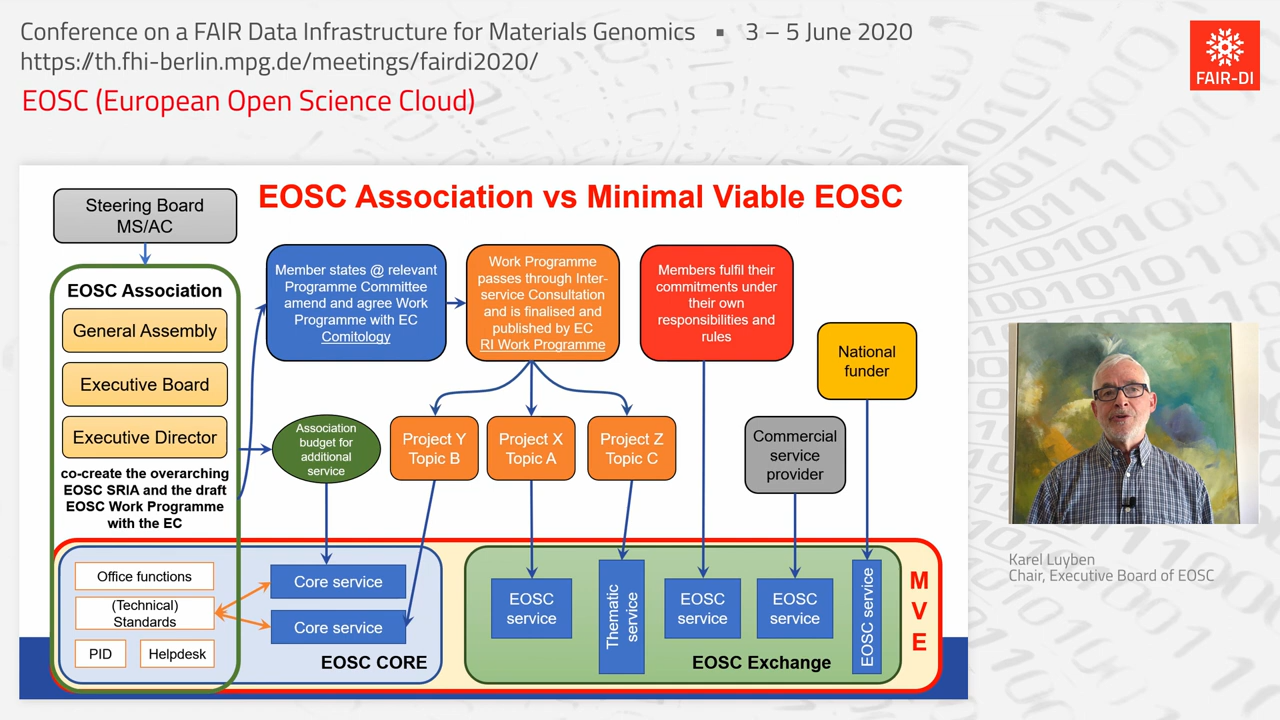 Conference on a FAIR Data Infrastructure for Materials Genomics ▪ 3 – 5 June 2020
https://th.fhi-berlin.mpg.de/meetings/fairdi2020/
EOSC (European Open Science Cloud)
FAIR-DI
EOSC Association vs Minimal Viable EOSC
Steering Board
MS/AC
EOSC Association
General Assembly
Executive Board
Executive Director
co-create the overarching
EOSC SRIA and the draft
EOSC Work Programme
with the EC
Member states @ relevant
Programme Committee
amend and agree Work
Programme with EC
Comitology
Work Programme
passes through Inter-
service Consultation
and is finalised and
published by EC
RI Work Programme
Members fulfil their
commitments under
their own
responsibilities and
rules
National
funder
Association
budget for
additional
service
Project Y
Topic B
Project X
Topic A
Project Z
Topic C
Commercial
service
provider
Office functions
(Technical)
Standards
PID
Helpdesk
Core service
Core service
EOSC CORE
EOSC
service
Thematic
service
EOSC
service
EOSC
service
EOSC service
EOSC Exchange
M
V
E
Karel Luyben
Chair, Executive Board of EOSC